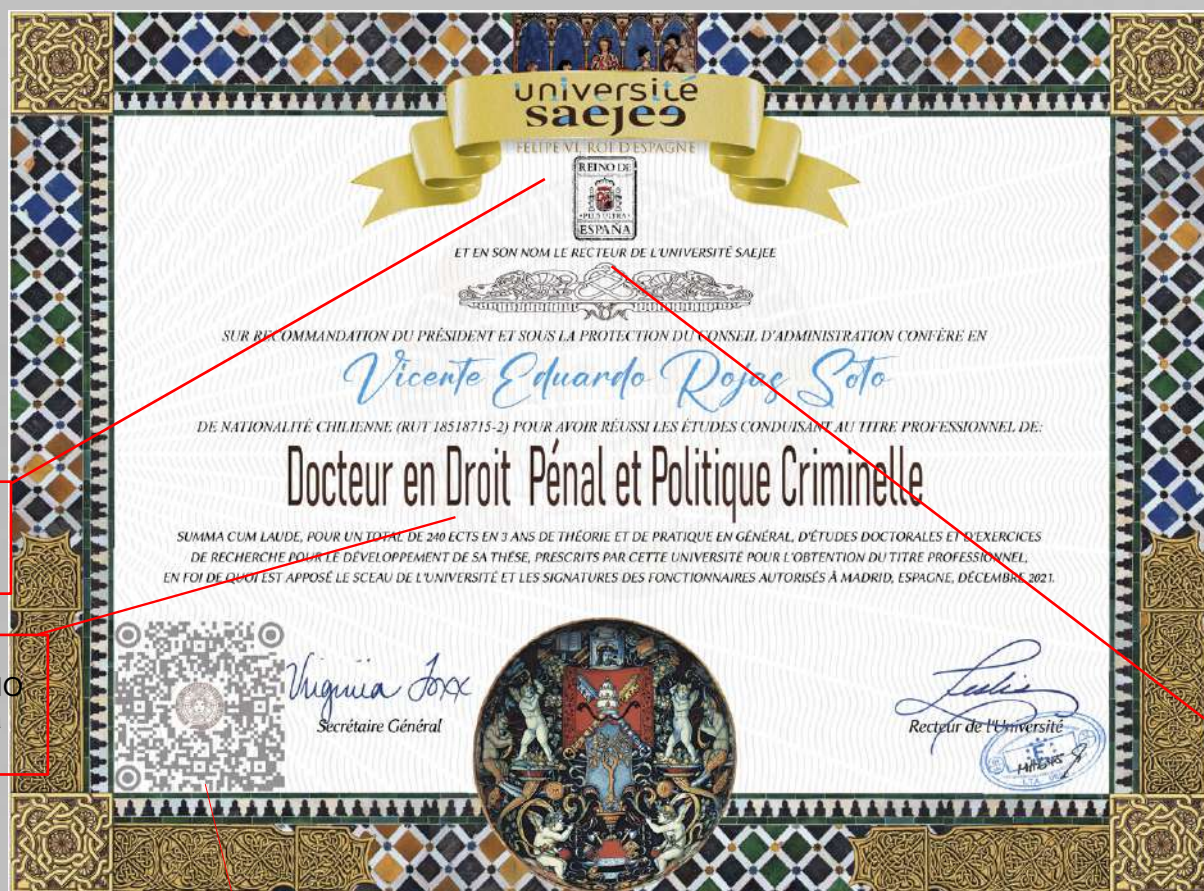 université
saejee
FELIPE VI, ROI D'ESPAGNE
REINO DE
PLUS ULTRA
ESPAÑA
ET EN SON NOM LE RECTEUR DE L'UNIVERSITÉ SAEJEE
SUR RECOMMANDATION DU PRÉSIDENT ET SOUS LA PROTECTION DU CONSEIL D'ADMINISTRATION CONFÈRE EN
Vicente Eduardo Rojas Soto
DE NATIONALITÉ CHILIENNE (RUT 18518715-2) POUR AVOIR RÉUSSI LES ÉTUDES CONDUISANT AU TITRE PROFESSIONNEL DE:
Docteur en Droit Pénal et Politique Criminelle
SUMMA CUM LAUDE, POUR UN TOTAL DE 240 ECTS EN 3 ANS DE THÉORIE ET DE PRATIQUE EN GÉNÉRAL, D'ÉTUDES DOCTORALES ET D'EXERCICES
DE RECHERCHE POUR LE DÉVELOPPEMENT DE SA THÈSE, PRESCRITS PAR CETTE UNIVERSITÉ POUR L'OBTENTION DU TITRE PROFESSIONNEL,
EN FOI DE QUOI EST APPOSÉ LE SCEAU DE L'UNIVERSITÉ ET LES SIGNATURES DES FONCTIONNAIRES AUTORISÉS À MADRID, ESPAGNE, DÉCEMBRE 2021.
Virginia Foxx
Secrétaire Général
Leslie
Recteur de l'Université